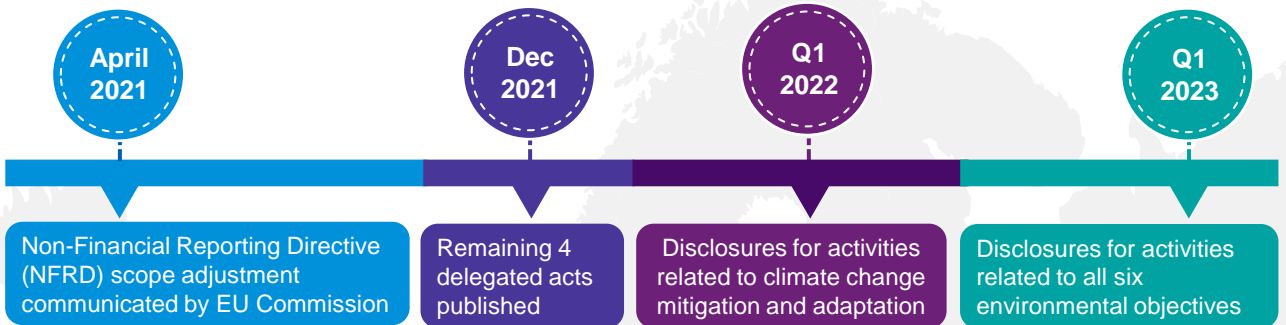 April
2021
Dec
2021
Q1
2022
Q1
2023
Non-Financial Reporting Directive
(NFRD) scope adjustment
communicated by EU Commission
Remaining 4
delegated acts
published
Disclosures for activities
related to climate change
mitigation and adaptation
Disclosures for activities
related to all six
environmental objectives